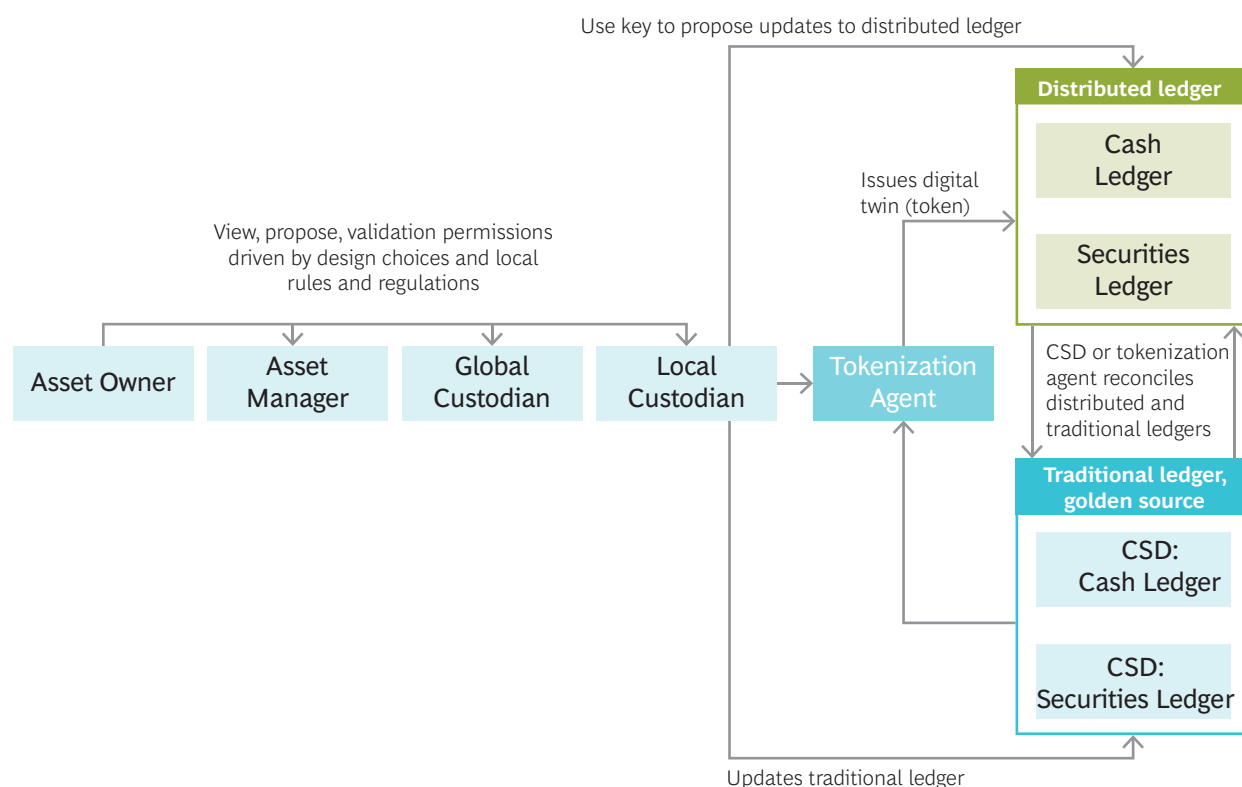 Use key to propose updates to distributed ledger
Distributed ledger
Cash
Ledger
Securities
Ledger
Issues digital
twin (token)
View, propose, validation permissions
driven by design choices and local
rules and regulations
Asset Owner
Asset
Manager
Global
Custodian
Local
Custodian
Tokenization
Agent
CSD or tokenization
agent reconciles
distributed and
traditional ledgers
Traditional ledger,
golden source
CSD:
Cash Ledger
CSD:
Securities Ledger
Updates traditional ledger